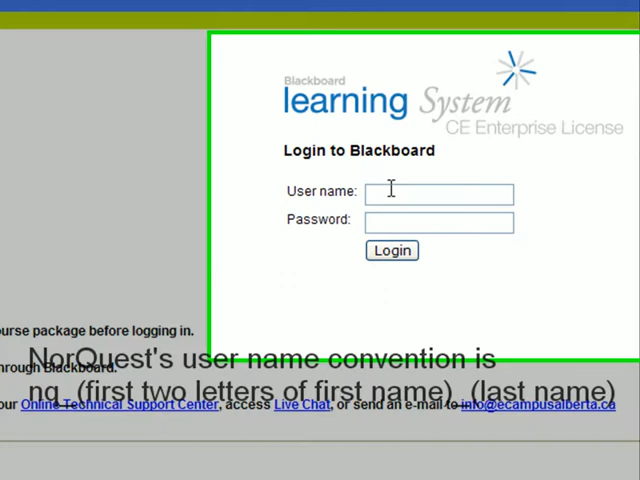 Blackboard
learning System
CE Enterprise License
Login to Blackboard
User name:
Password:
Login
urse package before logging in.
NorQuest's user name convention is
hrough Blackboard.
nq_(first two letters of first name)_(last name)
our Online Technical Support Center, access Live Chat, or send an e-mail to info@ecampusalberta.ca